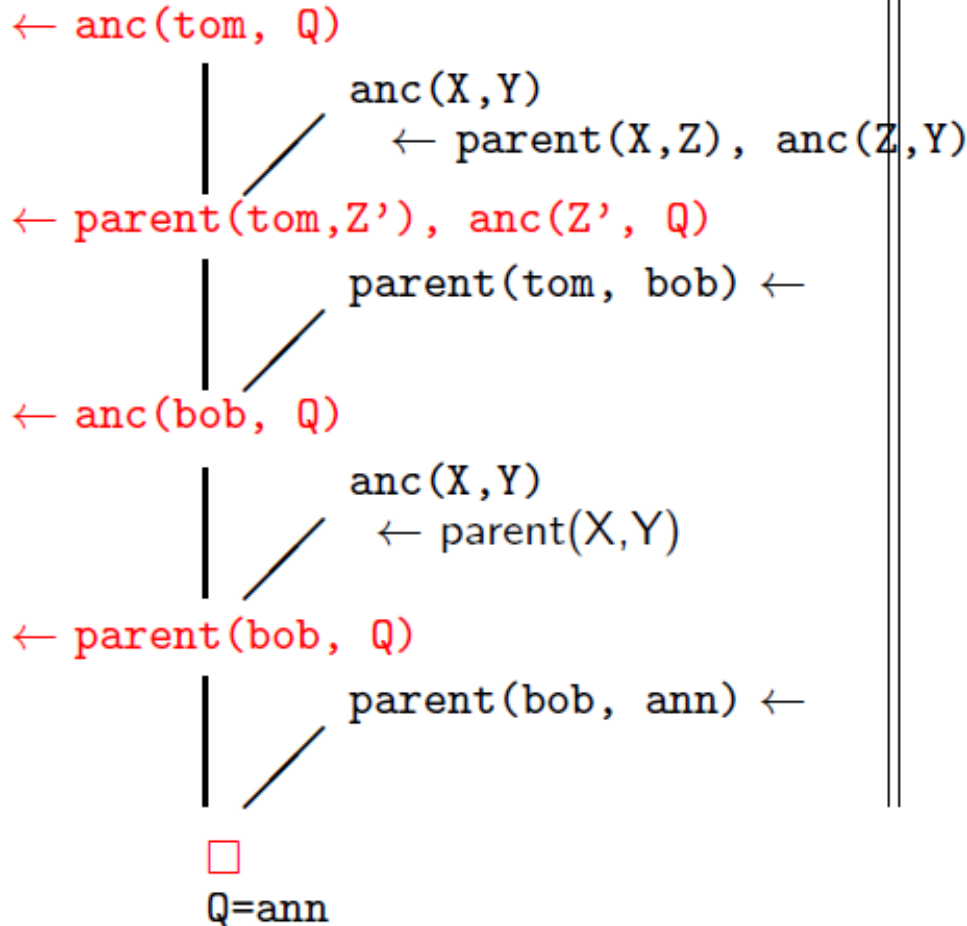 ← anc(tom, Q)
anc(X,Y)
← parent(X,Z), anc(Z,Y)
← parent(tom,Z’), anc(Z’, Q)
parent(tom, bob) ←
← anc(bob, Q)
anc(X,Y)
← parent(X,Y)
← parent(bob, Q)
parent(bob, ann) ←
□
Q=ann